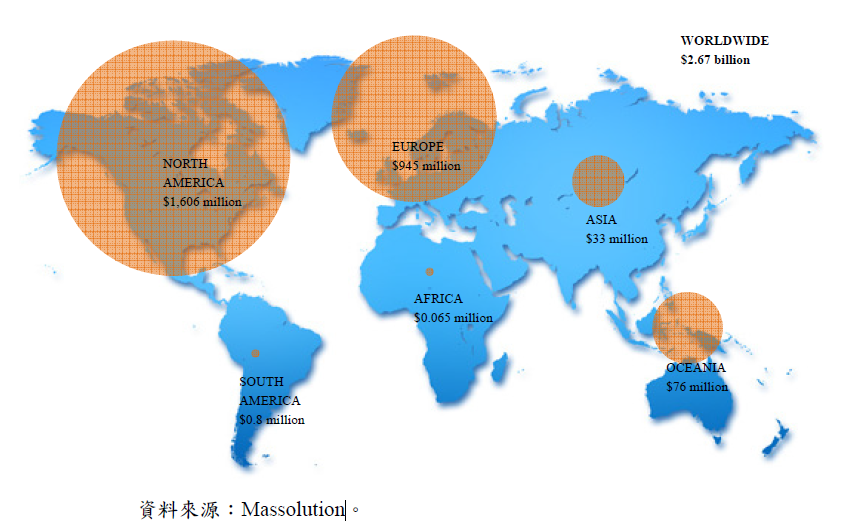 WORLDWIDE
$2.67 billion
NORTH
AMERICA
$1,606 million
EUROPE
$945 million
ASIA
$33 million
AFRICA
$0.065 million
OCEANIA
$76 million
SOUTH
AMERICA
$0.8 million
資料來源：Massolution。